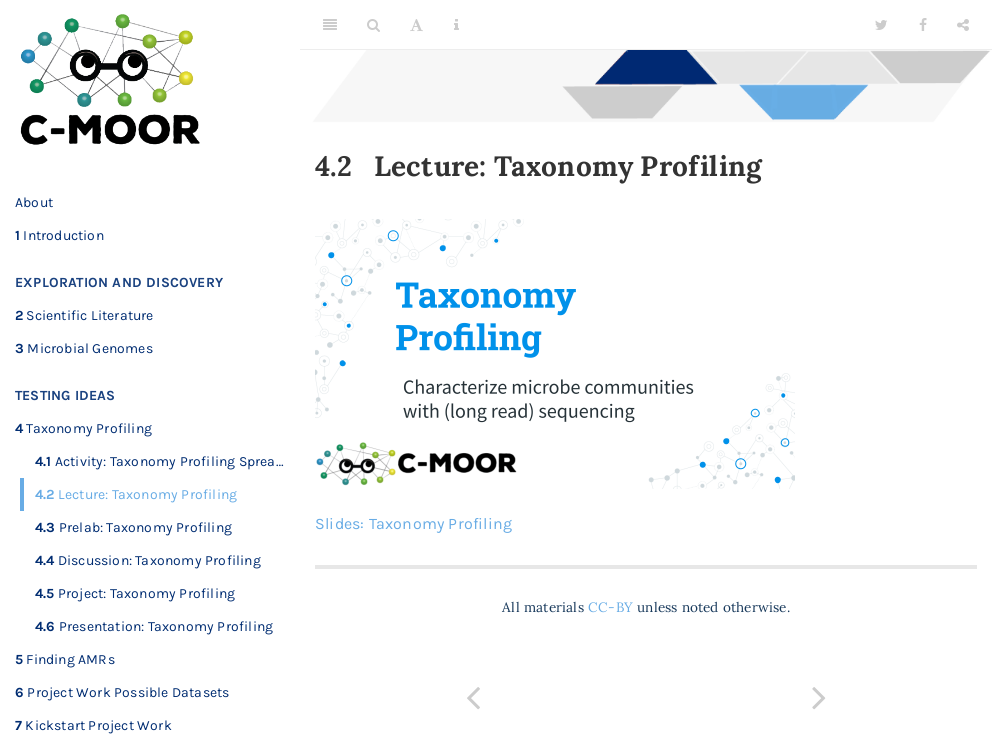 C-MOOR
About
1 Introduction
EXPLORATION AND DISCOVERY
2 Scientific Literature
3 Microbial Genomes
TESTING IDEAS
4 Taxonomy Profiling
4.1 Activity: Taxonomy Profiling Sprea…
4.2 Lecture: Taxonomy Profiling
4.3 Prelab: Taxonomy Profiling
4.4 Discussion: Taxonomy Profiling
4.5 Project: Taxonomy Profiling
4.6 Presentation: Taxonomy Profiling
5 Finding AMRs
6 Project Work Possible Datasets
7 Kickstart Project Work
A
4.2 Lecture: Taxonomy Profiling
Taxonomy
Profiling
Characterize microbe communities
with (long read) sequencing
C-MOOR
Slides: Taxonomy Profiling
All materials CC-BY unless noted otherwise.